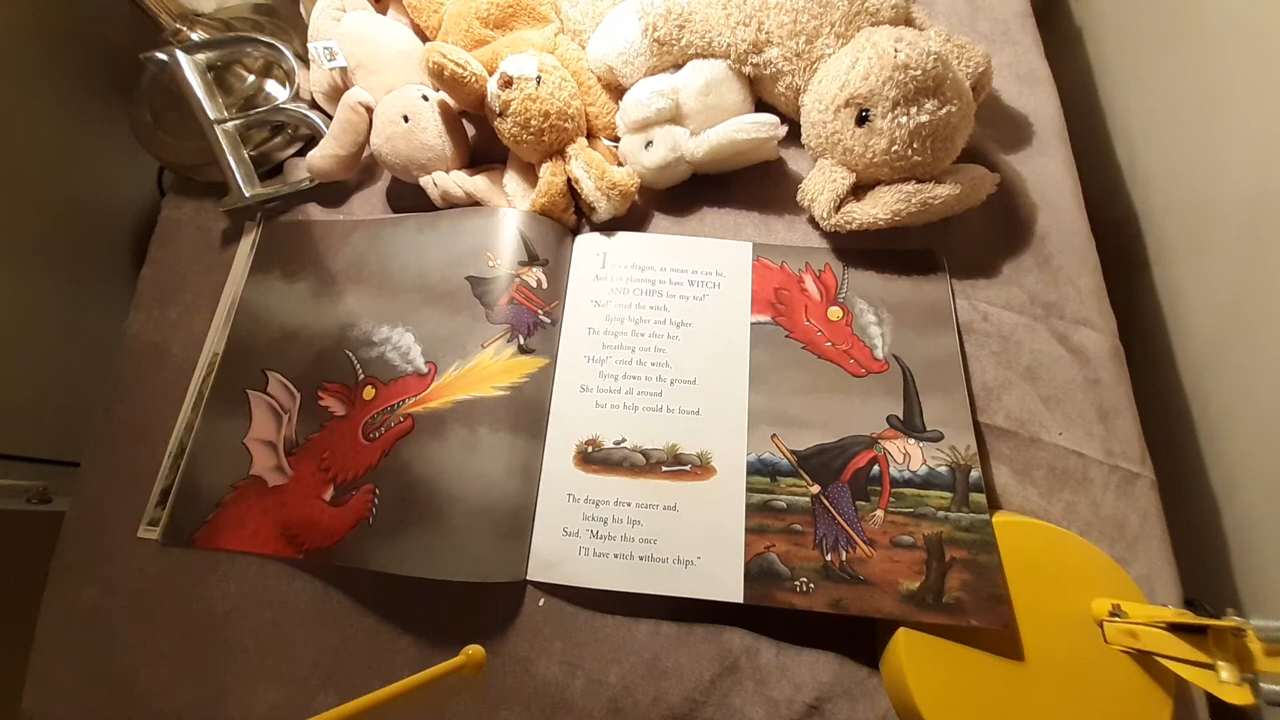 "I a dragon, as mean as can be,
And I'm planning to have WITCH
AND CHIPS for my tea!"
"No!" cried the witch,
flying higher and higher.
The dragon flew after her,
breathing out fire.
"Help!" cried the witch,
flying down to the ground.
She looked all around
but no help could be found.
The dragon drew nearer and,
licking his lips,
Said, "Maybe this once
I'll have witch without chips."